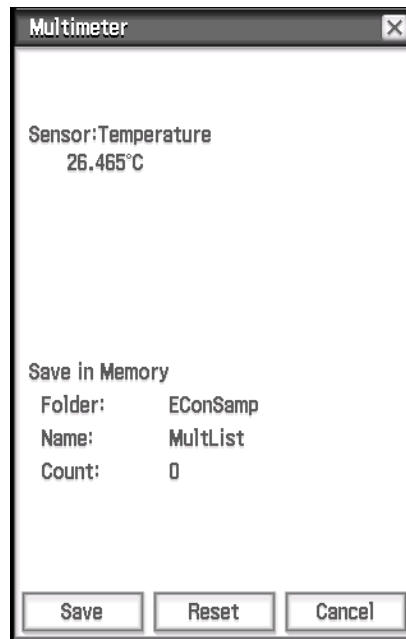 Multimeter
Sensor:Temperature
26.465°C
Save in Memory
Folder: EConSamp
Name: MultList
Count: 0
Save Reset Cancel